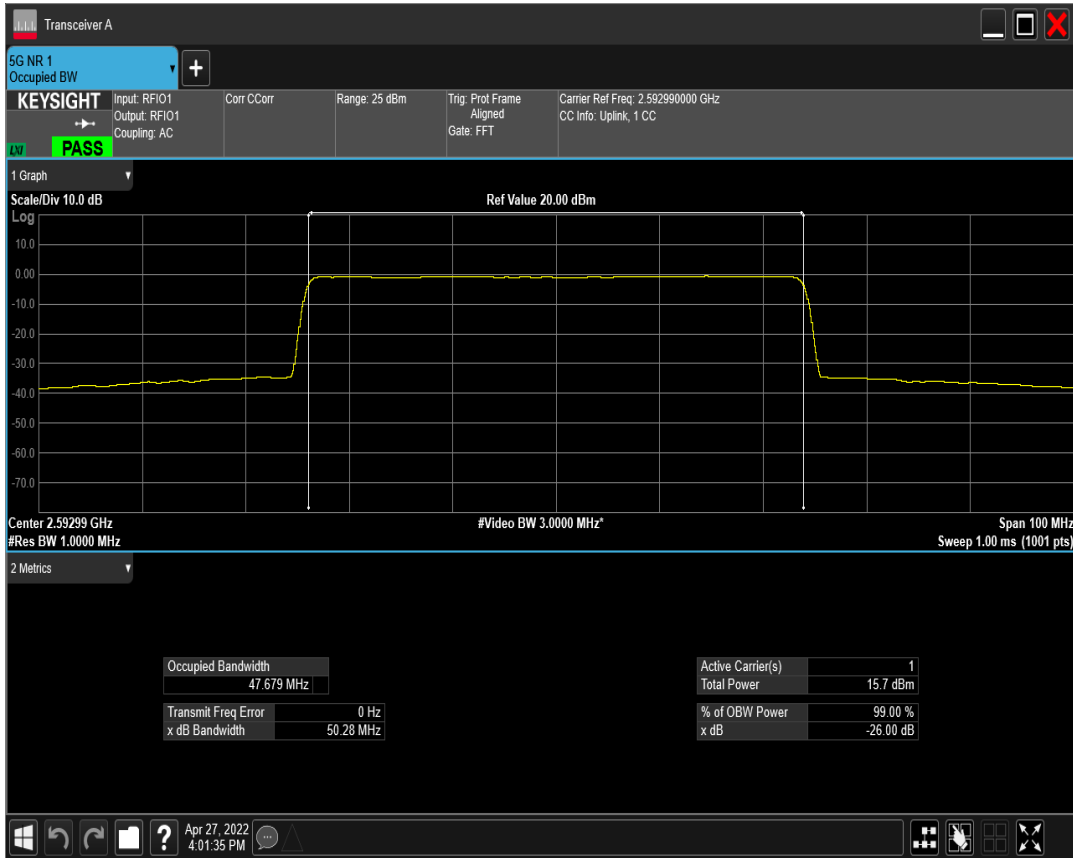 Transceiver A
5G NR 1
Occupied BW
KEYSIGHT
LXI
PASS
Input: RFIO1
Output: RFIO1
Coupling: AC
Corr CCorr
Range: 25 dBm
Trig: Prot Frame
Aligned
Gate: FFT
Carrier Ref Freq: 2.592990000 GHz
CC Info: Uplink, 1 CC
1 Graph
Scale/Div 10.0 dB
Ref Value 20.00 dBm
Log
10.0
0.00
-10.0
-20.0
-30.0
-40.0
-50.0
-60.0
-70.0
Center 2.59299 GHz
#Video BW 3.0000 MHz*
Span 100 MHz
#Res BW 1.0000 MHz
Sweep 1.00 ms (1001 pts)
2 Metrics
Occupied Bandwidth
47.679 MHz
Transmit Freq Error 0 Hz
x dB Bandwidth 50.28 MHz
Active Carrier(s) 1
Total Power 15.7 dBm
% of OBW Power 99.00 %
x dB -26.00 dB
?
Apr 27, 2022
4:01:35 PM